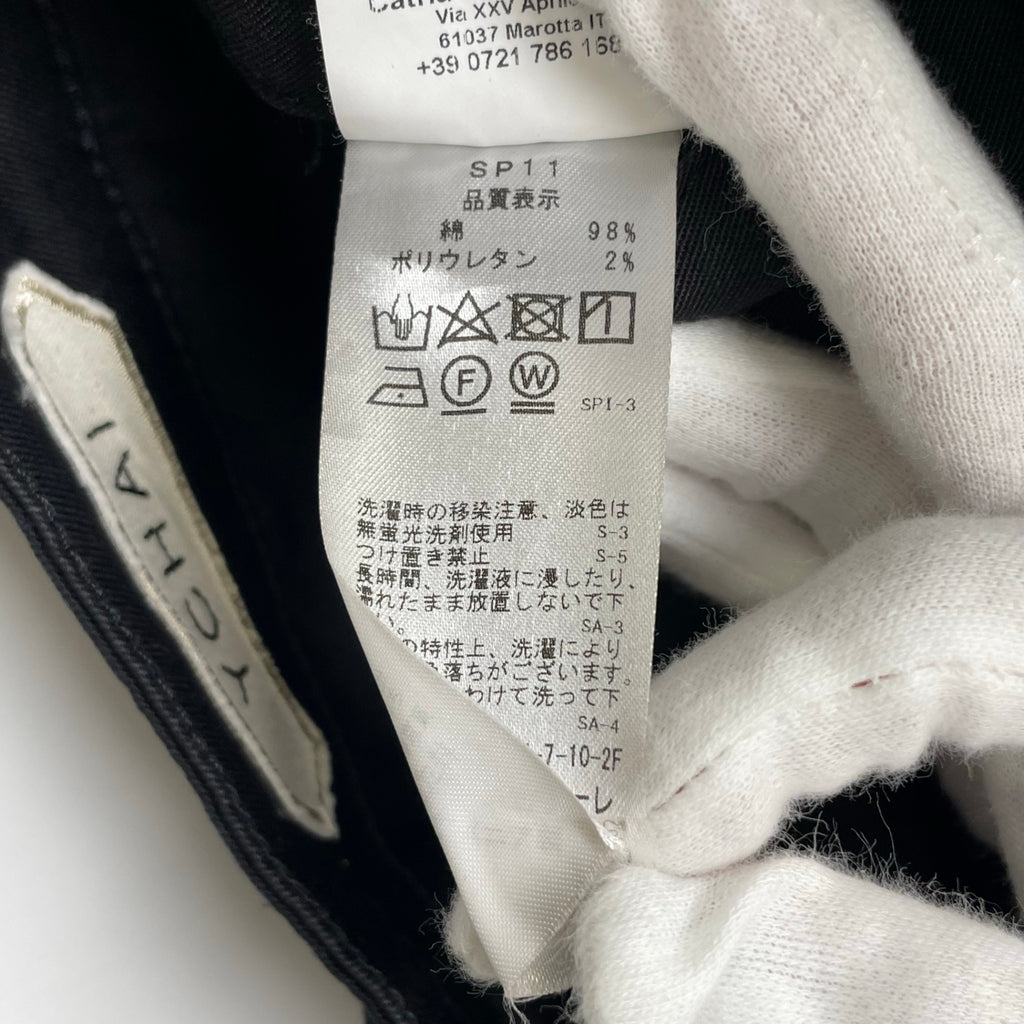 Via XXV Aprile
61037 Marotta IT
+39 0721 786 168
SP11
品質表示
綿 98%
ポリウレタン 2%
F W SPI-3
洗濯時の移染注意、淡色は
無蛍光洗剤使用 S-3
つけ置き禁止 S-5
長時間、洗濯液に浸したり、
濡れたまま放置しないで下
い。 SA-3
の特性上、洗濯により
落ちがございます。
わけて洗って下
SA-4
-7-10-2F
ーレ
YCHAI